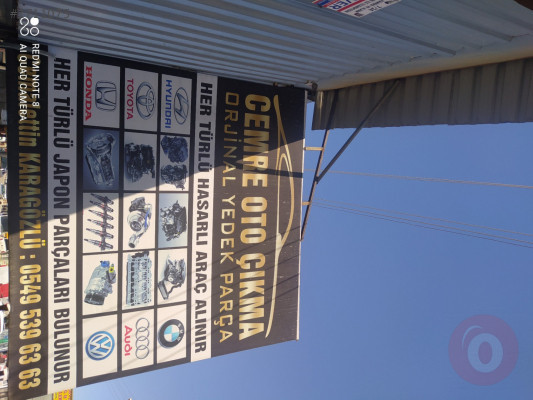 CEMRE OTO ÇIKMA
ORJİNAL YEDEK PARÇA
HER TÜRLÜ HASARLI ARAÇ ALINIR
HYUNDAI
TOYOTA
HONDA
Audi
HER TÜRLÜ JAPON PARÇALARI BULUNUR
KARAGÖZLÜ : 0549 539 63 63
REDMI NOTE 8
AI QUAD CAMERA